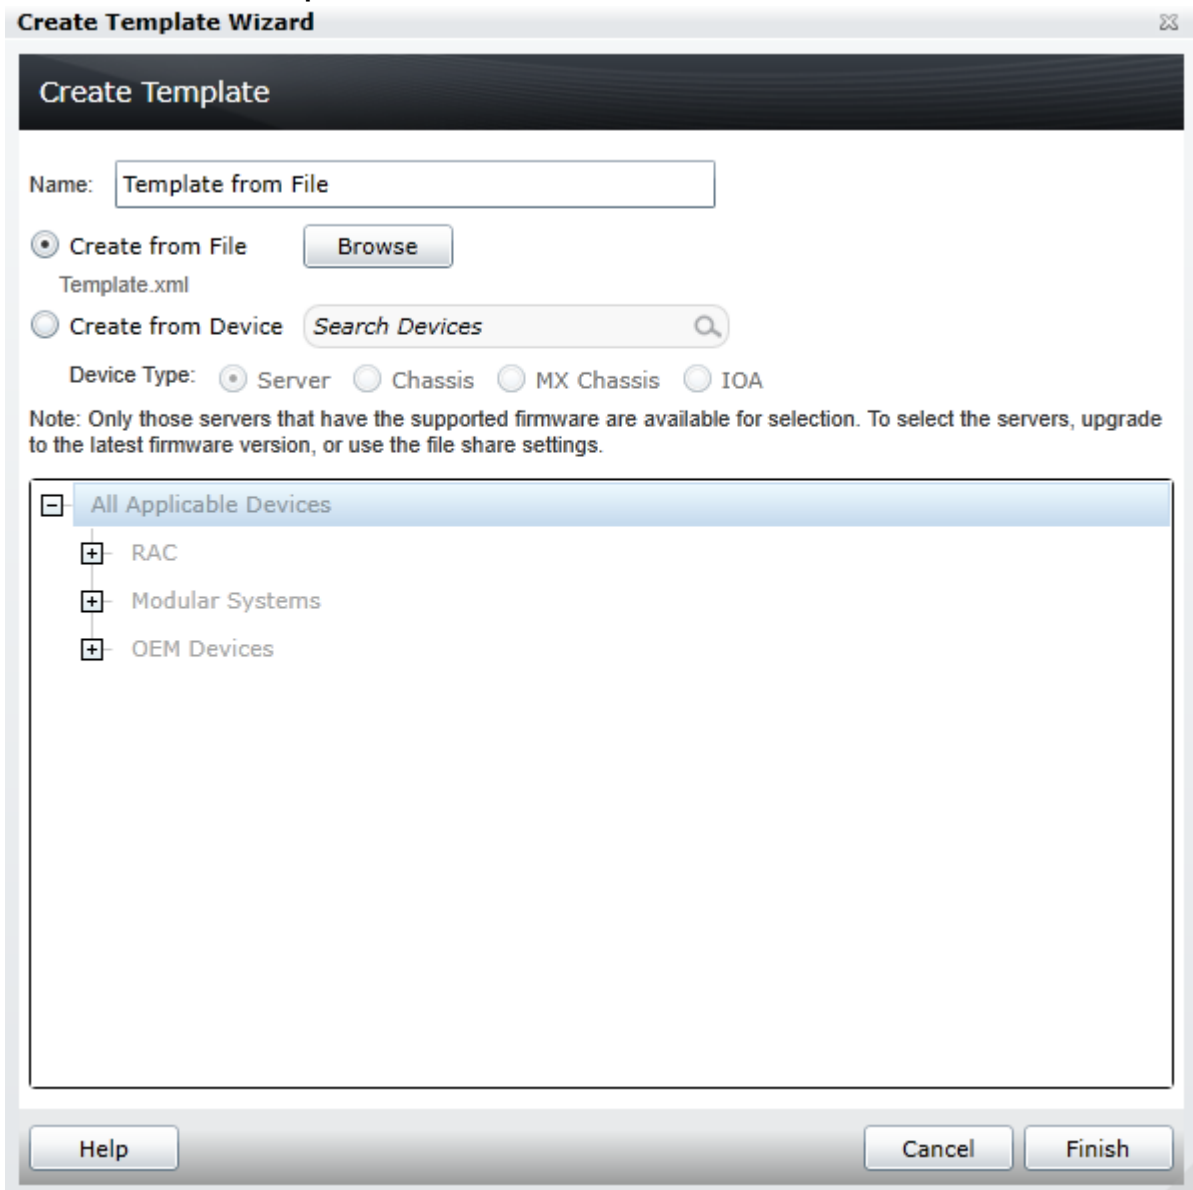 Create Template Wizard
Create Template
Name: Template from File
Create from File Browse
Template.xml
Create from Device Search Devices
Device Type: Server Chassis MX Chassis IOA
Note: Only those servers that have the supported firmware are available for selection. To select the servers, upgrade
to the latest firmware version, or use the file share settings.
All Applicable Devices
RAC
Modular Systems
OEM Devices
Help Cancel Finish